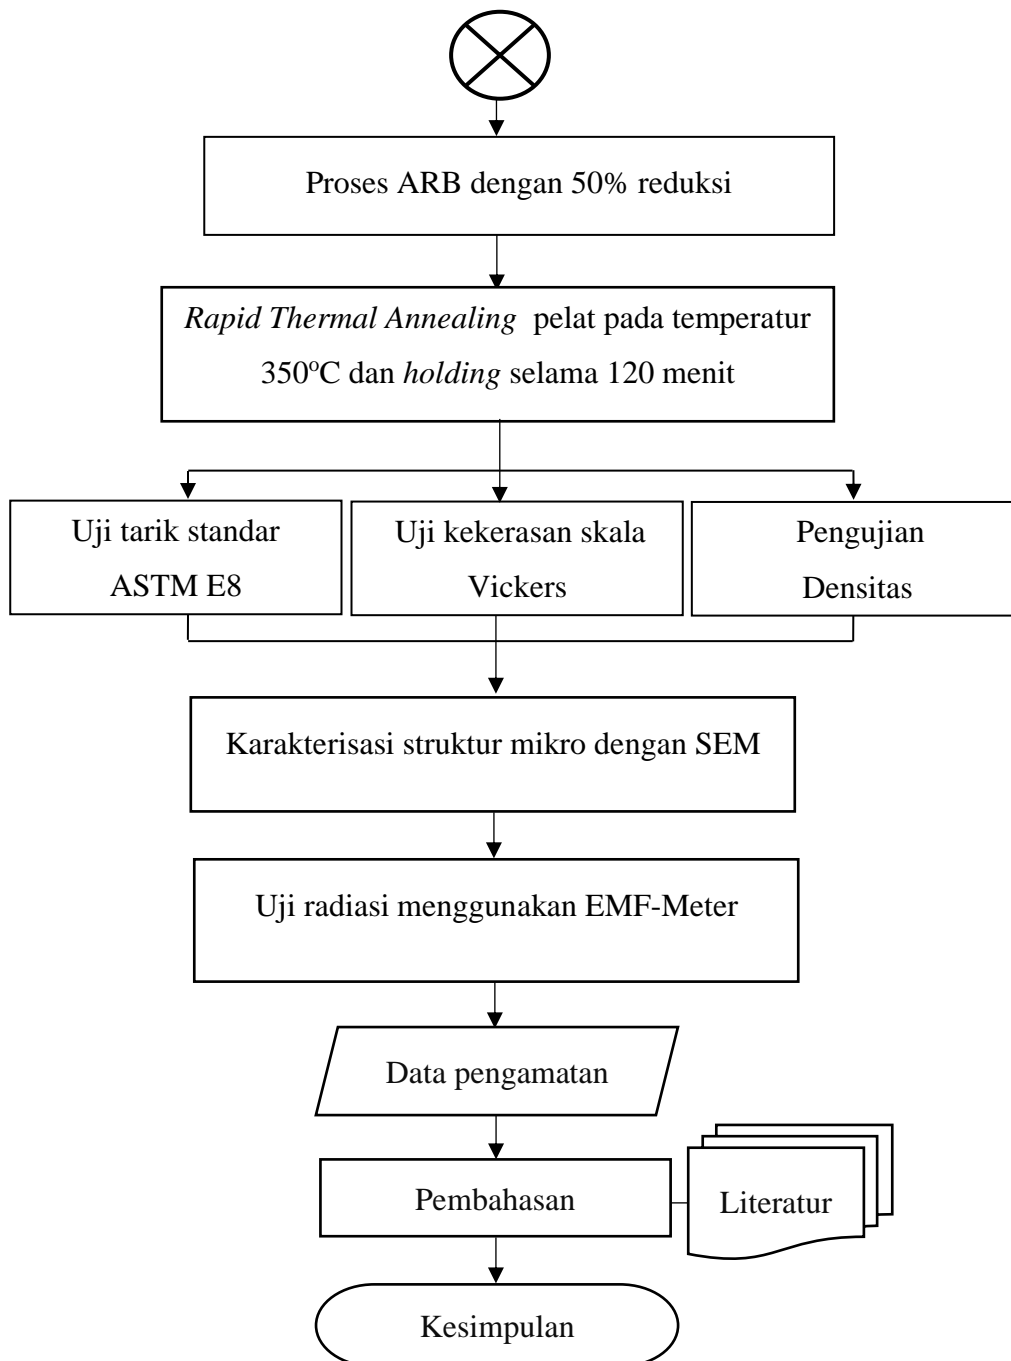 Proses ARB dengan 50% reduksi
Rapid Thermal Annealing pelat pada temperatur
350°C dan holding selama 120 menit
Uji tarik standar
ASTM E8
Uji kekerasan skala
Vickers
Pengujian
Densitas
Karakterisasi struktur mikro dengan SEM
Uji radiasi menggunakan EMF-Meter
Data pengamatan
Pembahasan
Literatur
Kesimpulan